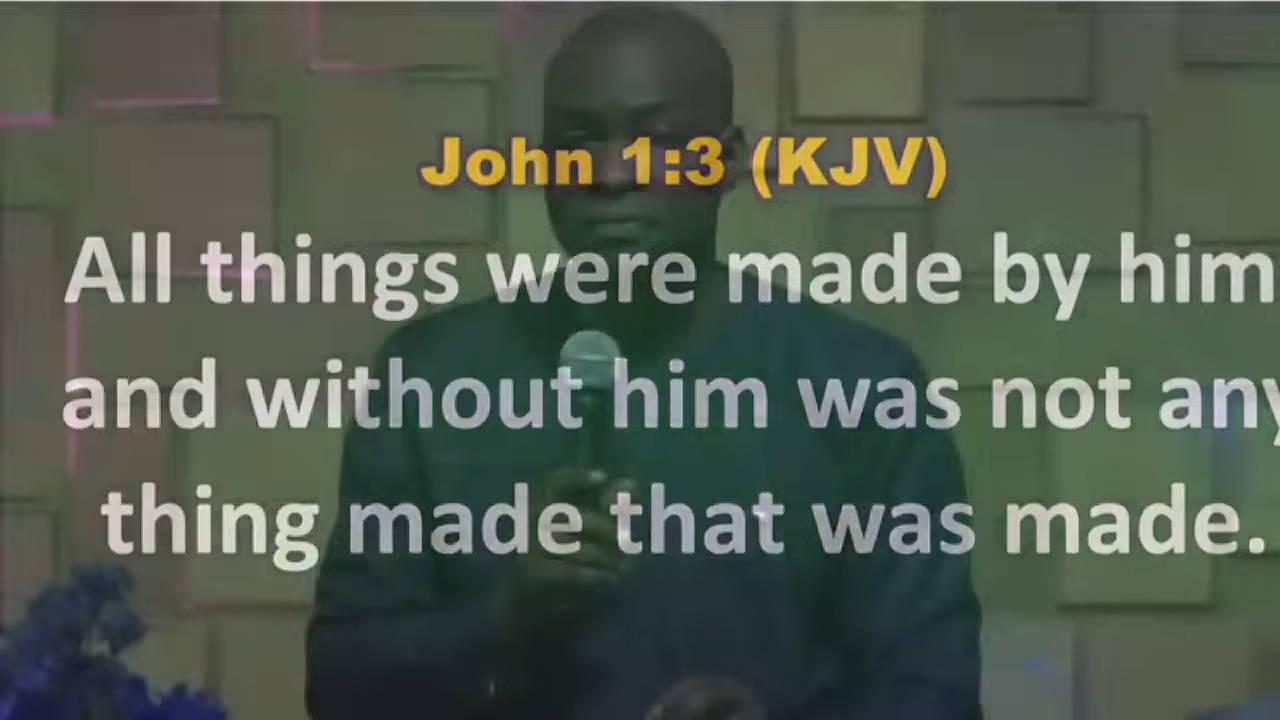 John 1:3 (KJV)
All things were made by him
and without him was not any
thing made that was made.